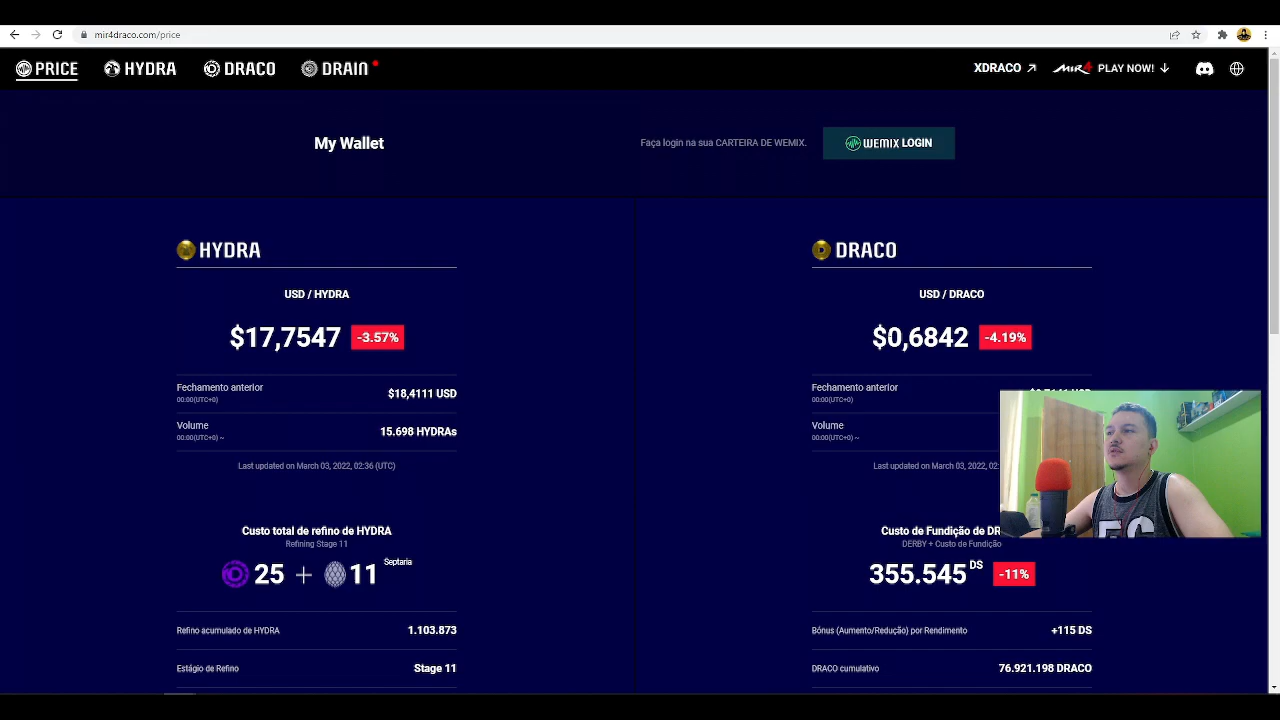 mir4draco.com/price
PRICE HYDRA DRACO DRAIN XDRACO MIR4 PLAY NOW!
My Wallet Faça login na sua CARTEIRA DE WEMIX. WEMIX LOGIN
HYDRA
USD / HYDRA
$17,7547 -3.57%
Fechamento anterior
00:00(UTC+0)
$18,4111 USD
Volume
00:00(UTC+0) ~
15.698 HYDRAs
Last updated on March 03, 2022, 02:36 (UTC)
Custo total de refino de HYDRA
Refining Stage 11
25 + 11 Septaria
Refino acumulado de HYDRA 1.103.873
Estágio de Refino Stage 11
DRACO
USD / DRACO
$0,6842 -4.19%
Fechamento anterior
00:00(UTC+0)
Volume
00:00(UTC+0) ~
Last updated on March 03, 2022, 02:
Custo de Fundição de DR
DERBY + Custo de Fundição
355.545 DS -11%
Bónus (Aumento/Redução) por Rendimento +115 DS
DRACO cumulativo 76.921.198 DRACO